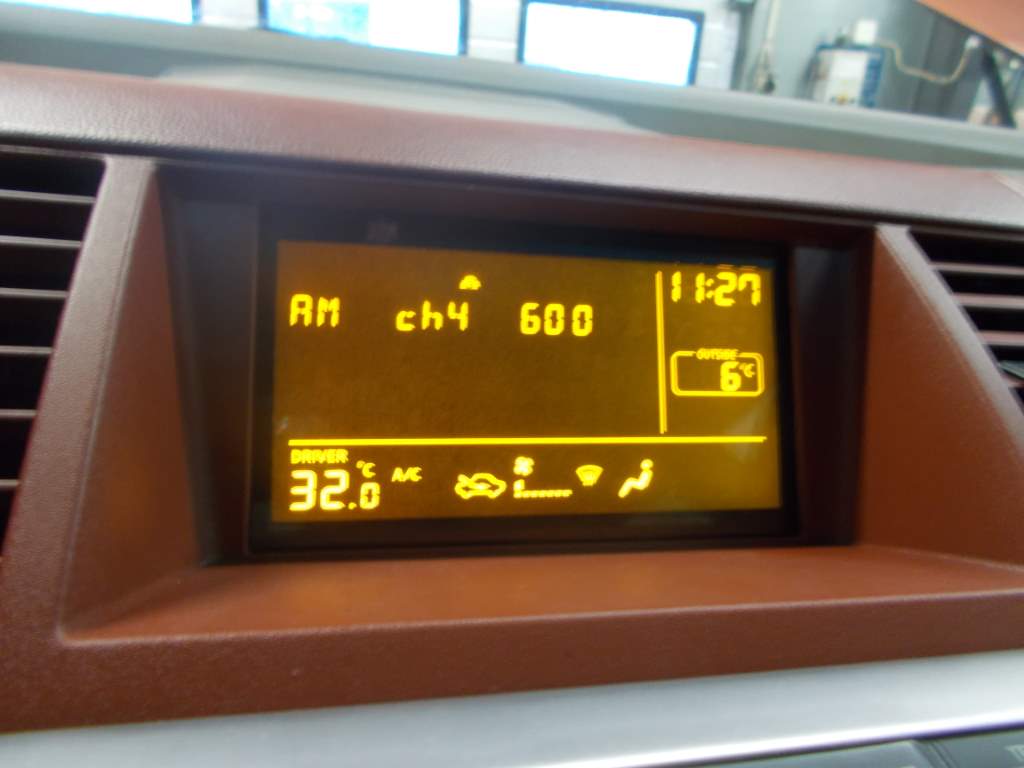 AM ch4 600
11:27
OUTSIDE
6°C
DRIVER
32.0 °C A/C